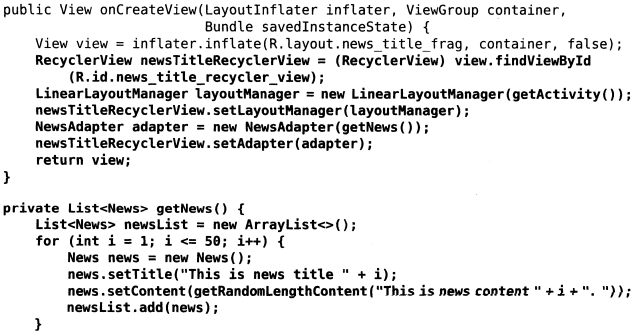 public View onCreateView(LayoutInflater inflater, ViewGroup container,
Bundle savedInstanceState) {
View view = inflater.inflate(R.layout.news_title_frag, container, false);
RecyclerView newsTitleRecyclerView = (RecyclerView) view.findViewById
(R.id.news_title_recycler_view);
LinearLayoutManager layoutManager = new LinearLayoutManager(getActivity());
newsTitleRecyclerView.setLayoutManager(layoutManager);
NewsAdapter adapter = new NewsAdapter(getNews());
newsTitleRecyclerView.setAdapter(adapter);
return view;
}
private List<News> getNews() {
List<News> newsList = new ArrayList<>();
for (int i = 1; i <= 50; i++) {
News news = new News();
news.setTitle("This is news title " + i);
news.setContent(getRandomLengthContent("This is news content " + i + ". "));
newsList.add(news);
}